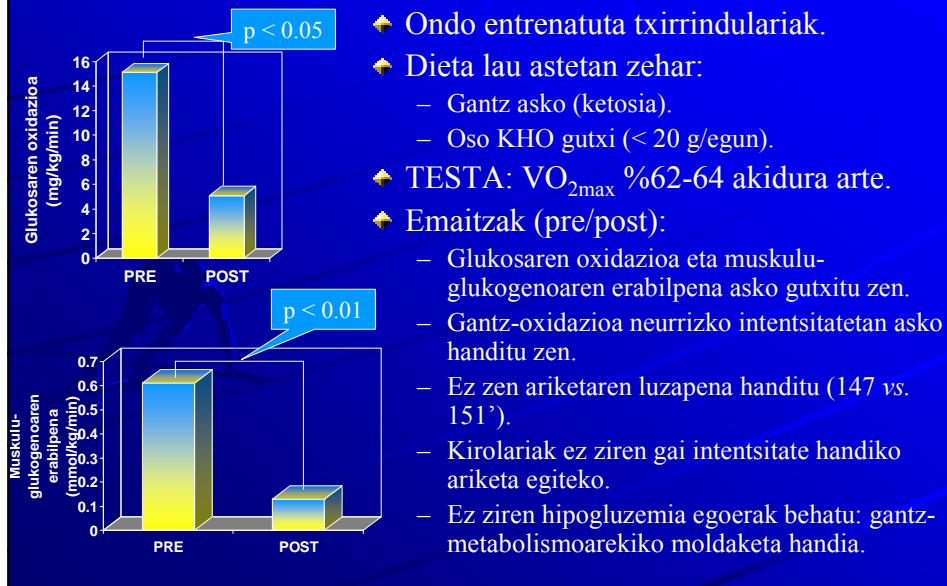 p < 0.05
Glukosaren oxidazioa
(mg/kg/min)
16
14
12
10
8
6
4
2
0
PRE
POST
p < 0.01
Muskulu-
glukogenoaren
erabilpena
(mmol/kg/min)
0.7
0.6
0.5
0.4
0.3
0.2
0.1
0
PRE
POST
Ondo entrenatuta txirrindulariak.
Dieta lau astetan zehar:
– Gantz asko (ketosia).
– Oso KHO gutxi (< 20 g/egun).
TESTA: VO2max %62-64 akidura arte.
Emaitzak (pre/post):
– Glukosaren oxidazioa eta muskulu-
glukogenoaren erabilpena asko gutxitu zen.
– Gantz-oxidazioa neurrizko intentsitatetan asko
handitu zen.
– Ez zen ariketaren luzapena handitu (147 vs.
151’).
– Kirolariak ez ziren gai intentsitate handiko
ariketa egiteko.
– Ez ziren hipogluzemia egoerak behatu: gantz-
metabolismoarekiko moldaketa handia.